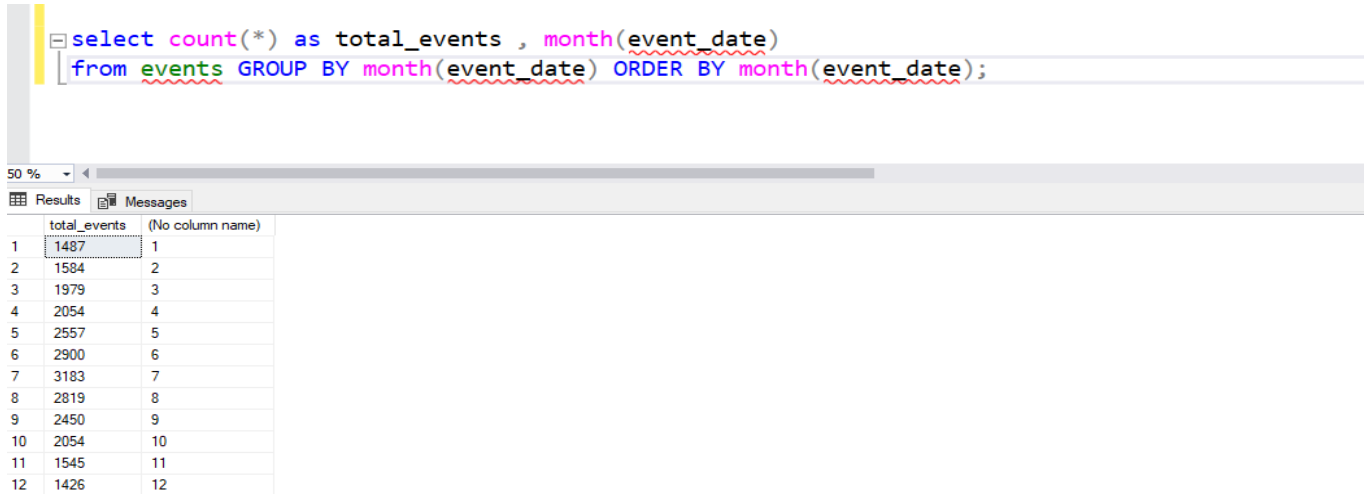 select count(*) as total_events , month(event_date)
from events GROUP BY month(event_date) ORDER BY month(event_date);
50 %
Results Messages
total_events (No column name)
1 1487 1
2 1584 2
3 1979 3
4 2054 4
5 2557 5
6 2900 6
7 3183 7
8 2819 8
9 2450 9
10 2054 10
11 1545 11
12 1426 12